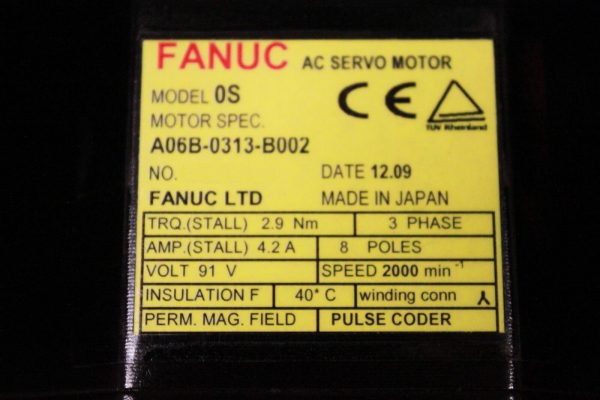 FANUC AC SERVO MOTOR
MODEL 0S
MOTOR SPEC.
A06B-0313-B002
NO. DATE 12.09
FANUC LTD MADE IN JAPAN
TRQ.(STALL) 2.9 Nm 3 PHASE
AMP.(STALL) 4.2 A 8 POLES
VOLT 91 V SPEED 2000 min⁻¹
INSULATION F 40° C winding conn
PERM. MAG. FIELD PULSE CODER
CE
TUV Rheinland